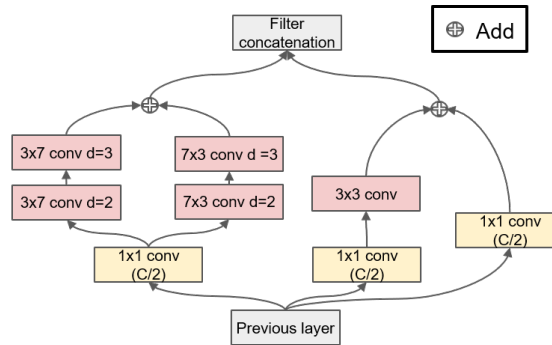 Filter
concatenation
Add
3x7 conv d=3
7x3 conv d =3
3x7 conv d=2
7x3 conv d=2
3x3 conv
1x1 conv
(C/2)
1x1 conv
(C/2)
1x1 conv
(C/2)
Previous layer